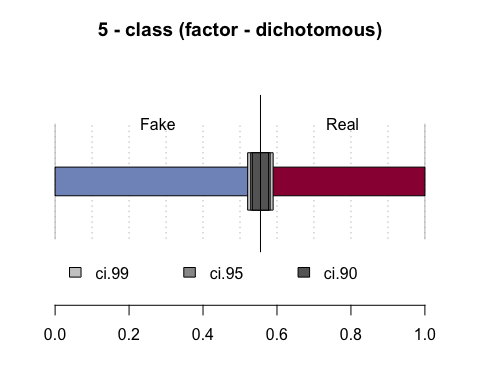 5 - class (factor - dichotomous)
Fake Real
ci.99 ci.95 ci.90
0.0 0.2 0.4 0.6 0.8 1.0